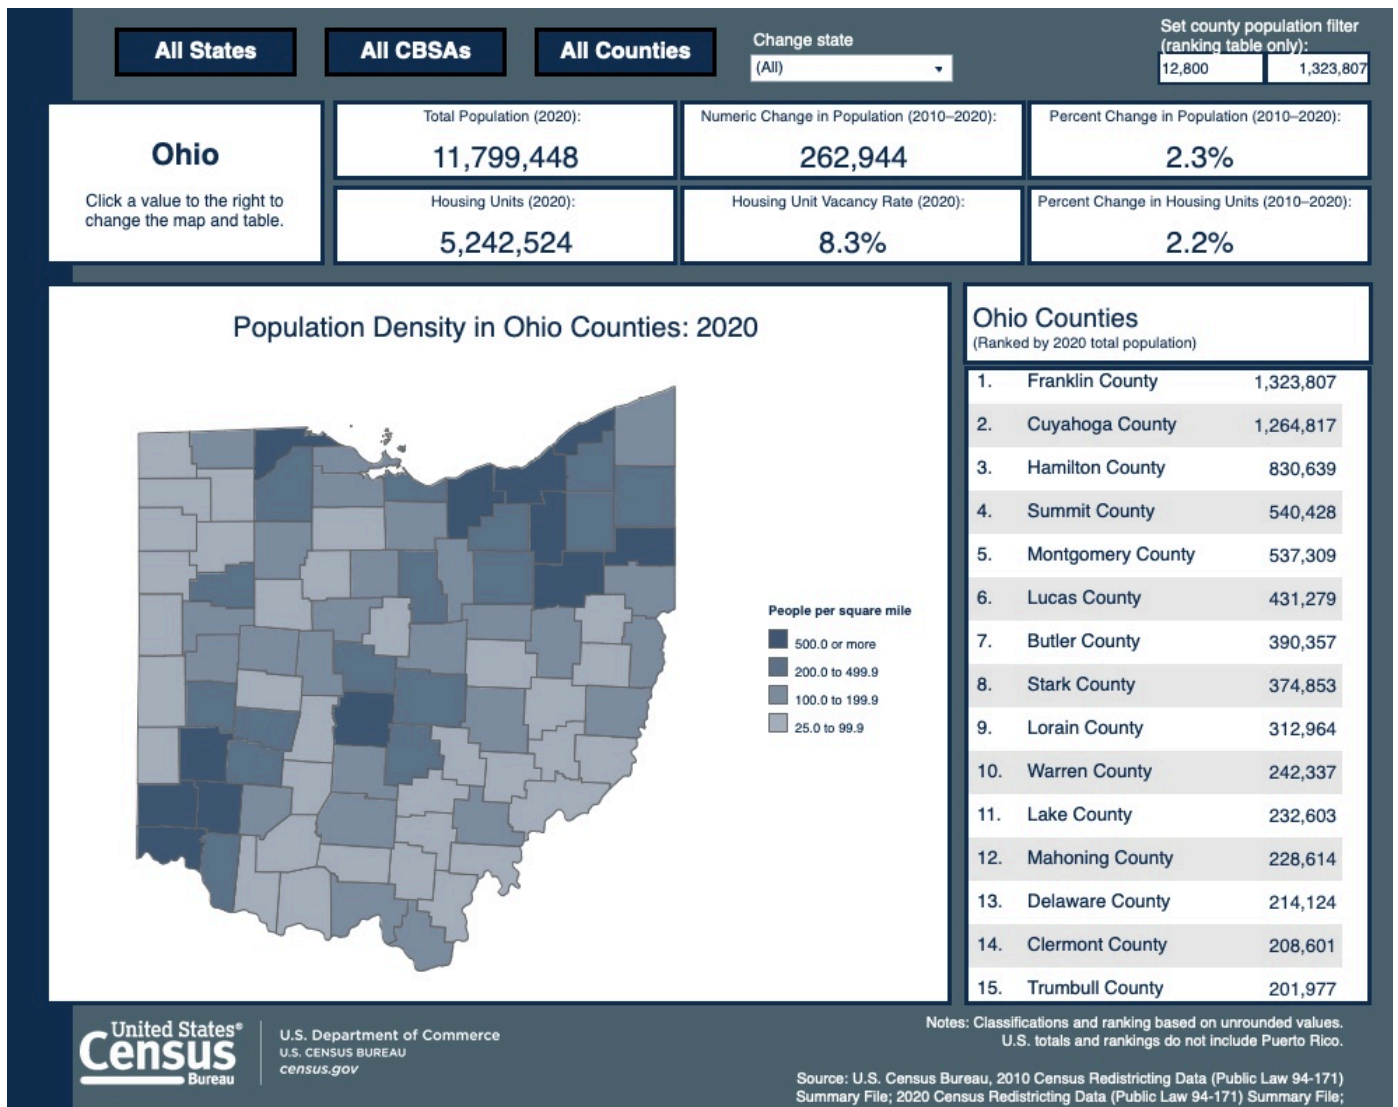 All States
All CBSAs
All Counties
Change state
(All)
Set county population filter
(ranking table only):
12,800
1,323,807
Ohio
Click a value to the right to
change the map and table.
Total Population (2020):
11,799,448
Numeric Change in Population (2010–2020):
262,944
Percent Change in Population (2010–2020):
2.3%
Housing Units (2020):
5,242,524
Housing Unit Vacancy Rate (2020):
8.3%
Percent Change in Housing Units (2010–2020):
2.2%
Population Density in Ohio Counties: 2020
People per square mile
500.0 or more
200.0 to 499.9
100.0 to 199.9
25.0 to 99.9
Ohio Counties
(Ranked by 2020 total population)
1. Franklin County 1,323,807
2. Cuyahoga County 1,264,817
3. Hamilton County 830,639
4. Summit County 540,428
5. Montgomery County 537,309
6. Lucas County 431,279
7. Butler County 390,357
8. Stark County 374,853
9. Lorain County 312,964
10. Warren County 242,337
11. Lake County 232,603
12. Mahoning County 228,614
13. Delaware County 214,124
14. Clermont County 208,601
15. Trumbull County 201,977
United States®
Census
Bureau
U.S. Department of Commerce
U.S. CENSUS BUREAU
census.gov
Notes: Classifications and ranking based on unrounded values.
U.S. totals and rankings do not include Puerto Rico.
Source: U.S. Census Bureau, 2010 Census Redistricting Data (Public Law 94-171)
Summary File; 2020 Census Redistricting Data (Public Law 94-171) Summary File;